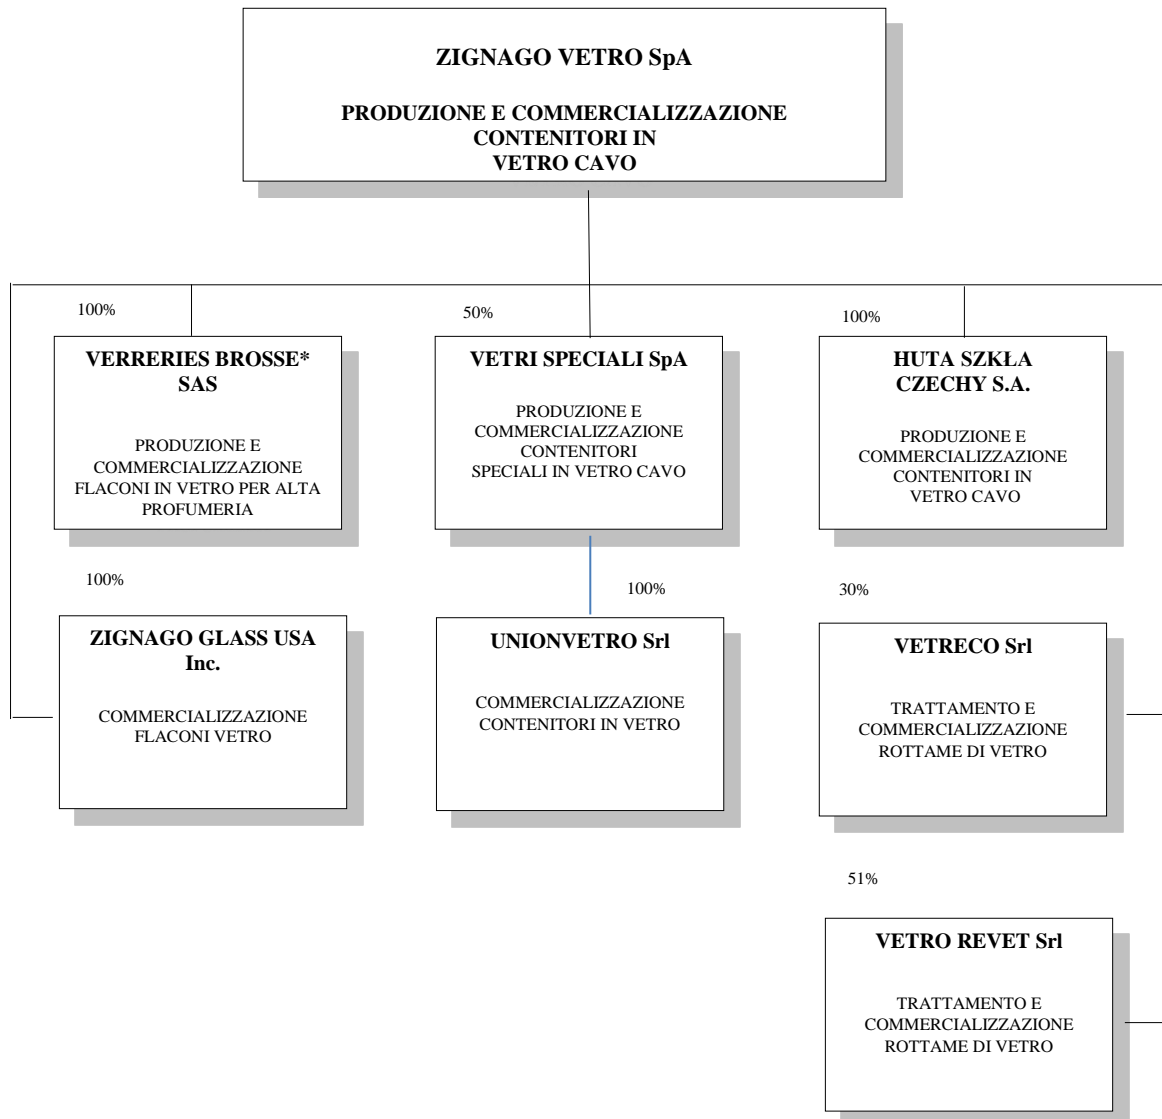 ZIGNAGO VETRO SpA
PRODUZIONE E COMMERCIALIZZAZIONE
CONTENITORI IN
VETRO CAVO
100%
VERRERIES BROSSE*
SAS
PRODUZIONE E
COMMERCIALIZZAZIONE
FLACONI IN VETRO PER ALTA
PROFUMERIA
50%
VETRI SPECIALI SpA
PRODUZIONE E
COMMERCIALIZZAZIONE
CONTENITORI
SPECIALI IN VETRO CAVO
100%
HUTA SZKŁA
CZECHY S.A.
PRODUZIONE E
COMMERCIALIZZAZIONE
CONTENITORI IN
VETRO CAVO
100%
ZIGNAGO GLASS USA
Inc.
COMMERCIALIZZAZIONE
FLACONI VETRO
100%
UNIONVETRO Srl
COMMERCIALIZZAZIONE
CONTENITORI IN VETRO
30%
VETRECO Srl
TRATTAMENTO E
COMMERCIALIZZAZIONE
ROTTAME DI VETRO
51%
VETRO REVET Srl
TRATTAMENTO E
COMMERCIALIZZAZIONE
ROTTAME DI VETRO